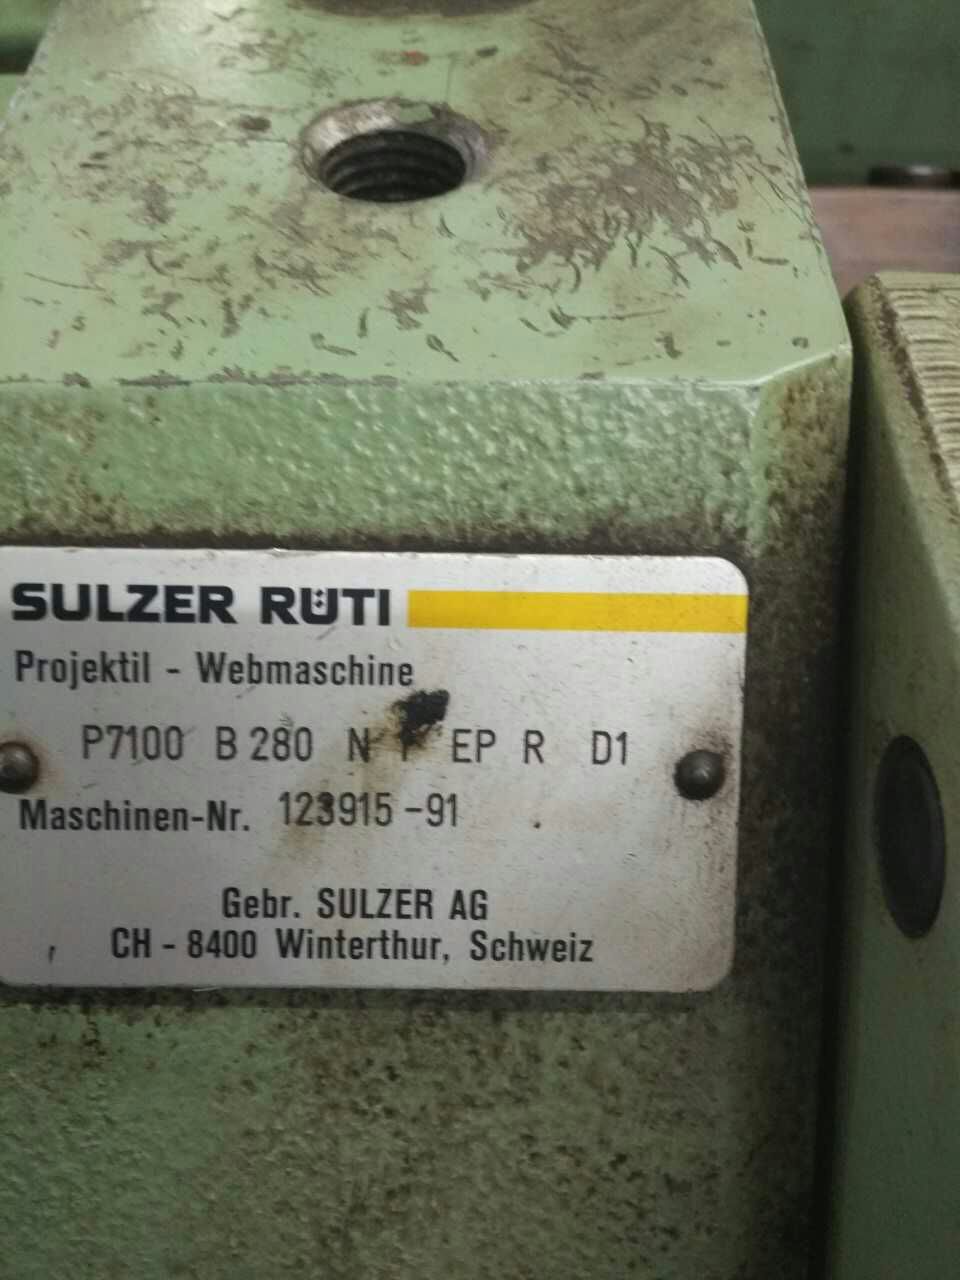 SULZER RÜTI
Projektil - Webmaschine
P7100 B 280 N EP R D1
Maschinen-Nr. 123915-91
Gebr. SULZER AG
CH - 8400 Winterthur, Schweiz